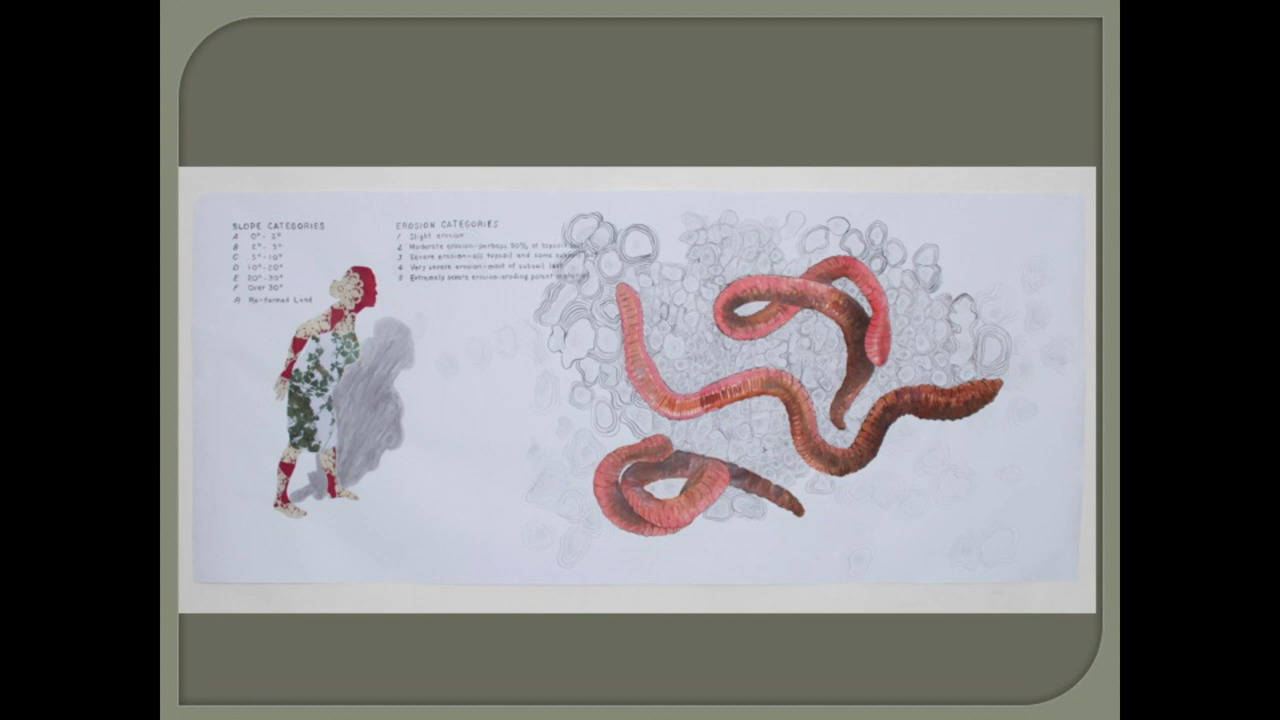 SLOPE CATEGORIES
A 0°- 2°
B 2°- 5°
C 5°-10°
D 10°-20°
E 20°-30°
F Over 30°
A Re-formed Land
EROSION CATEGORIES
1 Slight erosion
2 Moderate erosion-perhaps 50% of topsoil lost
3 Severe erosion-all topsoil and some
4 Very severe erosion-most of subsoil lost
5 Extremely severe erosion-eroding parent